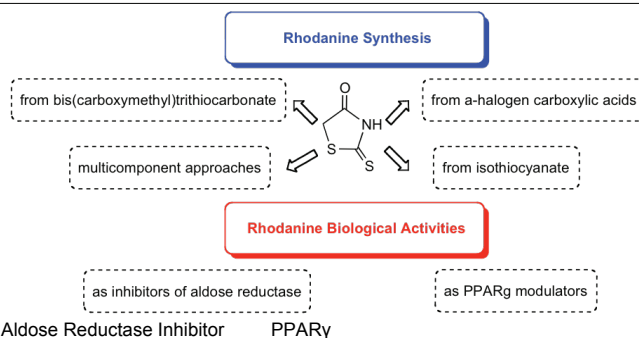 Rhodanine Synthesis
from bis(carboxymethyl)trithiocarbonate
from a-halogen carboxylic acids
O
NH
S
S
multicomponent approaches
from isothiocyanate
Rhodanine Biological Activities
as inhibitors of aldose reductase
as PPARg modulators
Aldose Reductase Inhibitor PPARγ